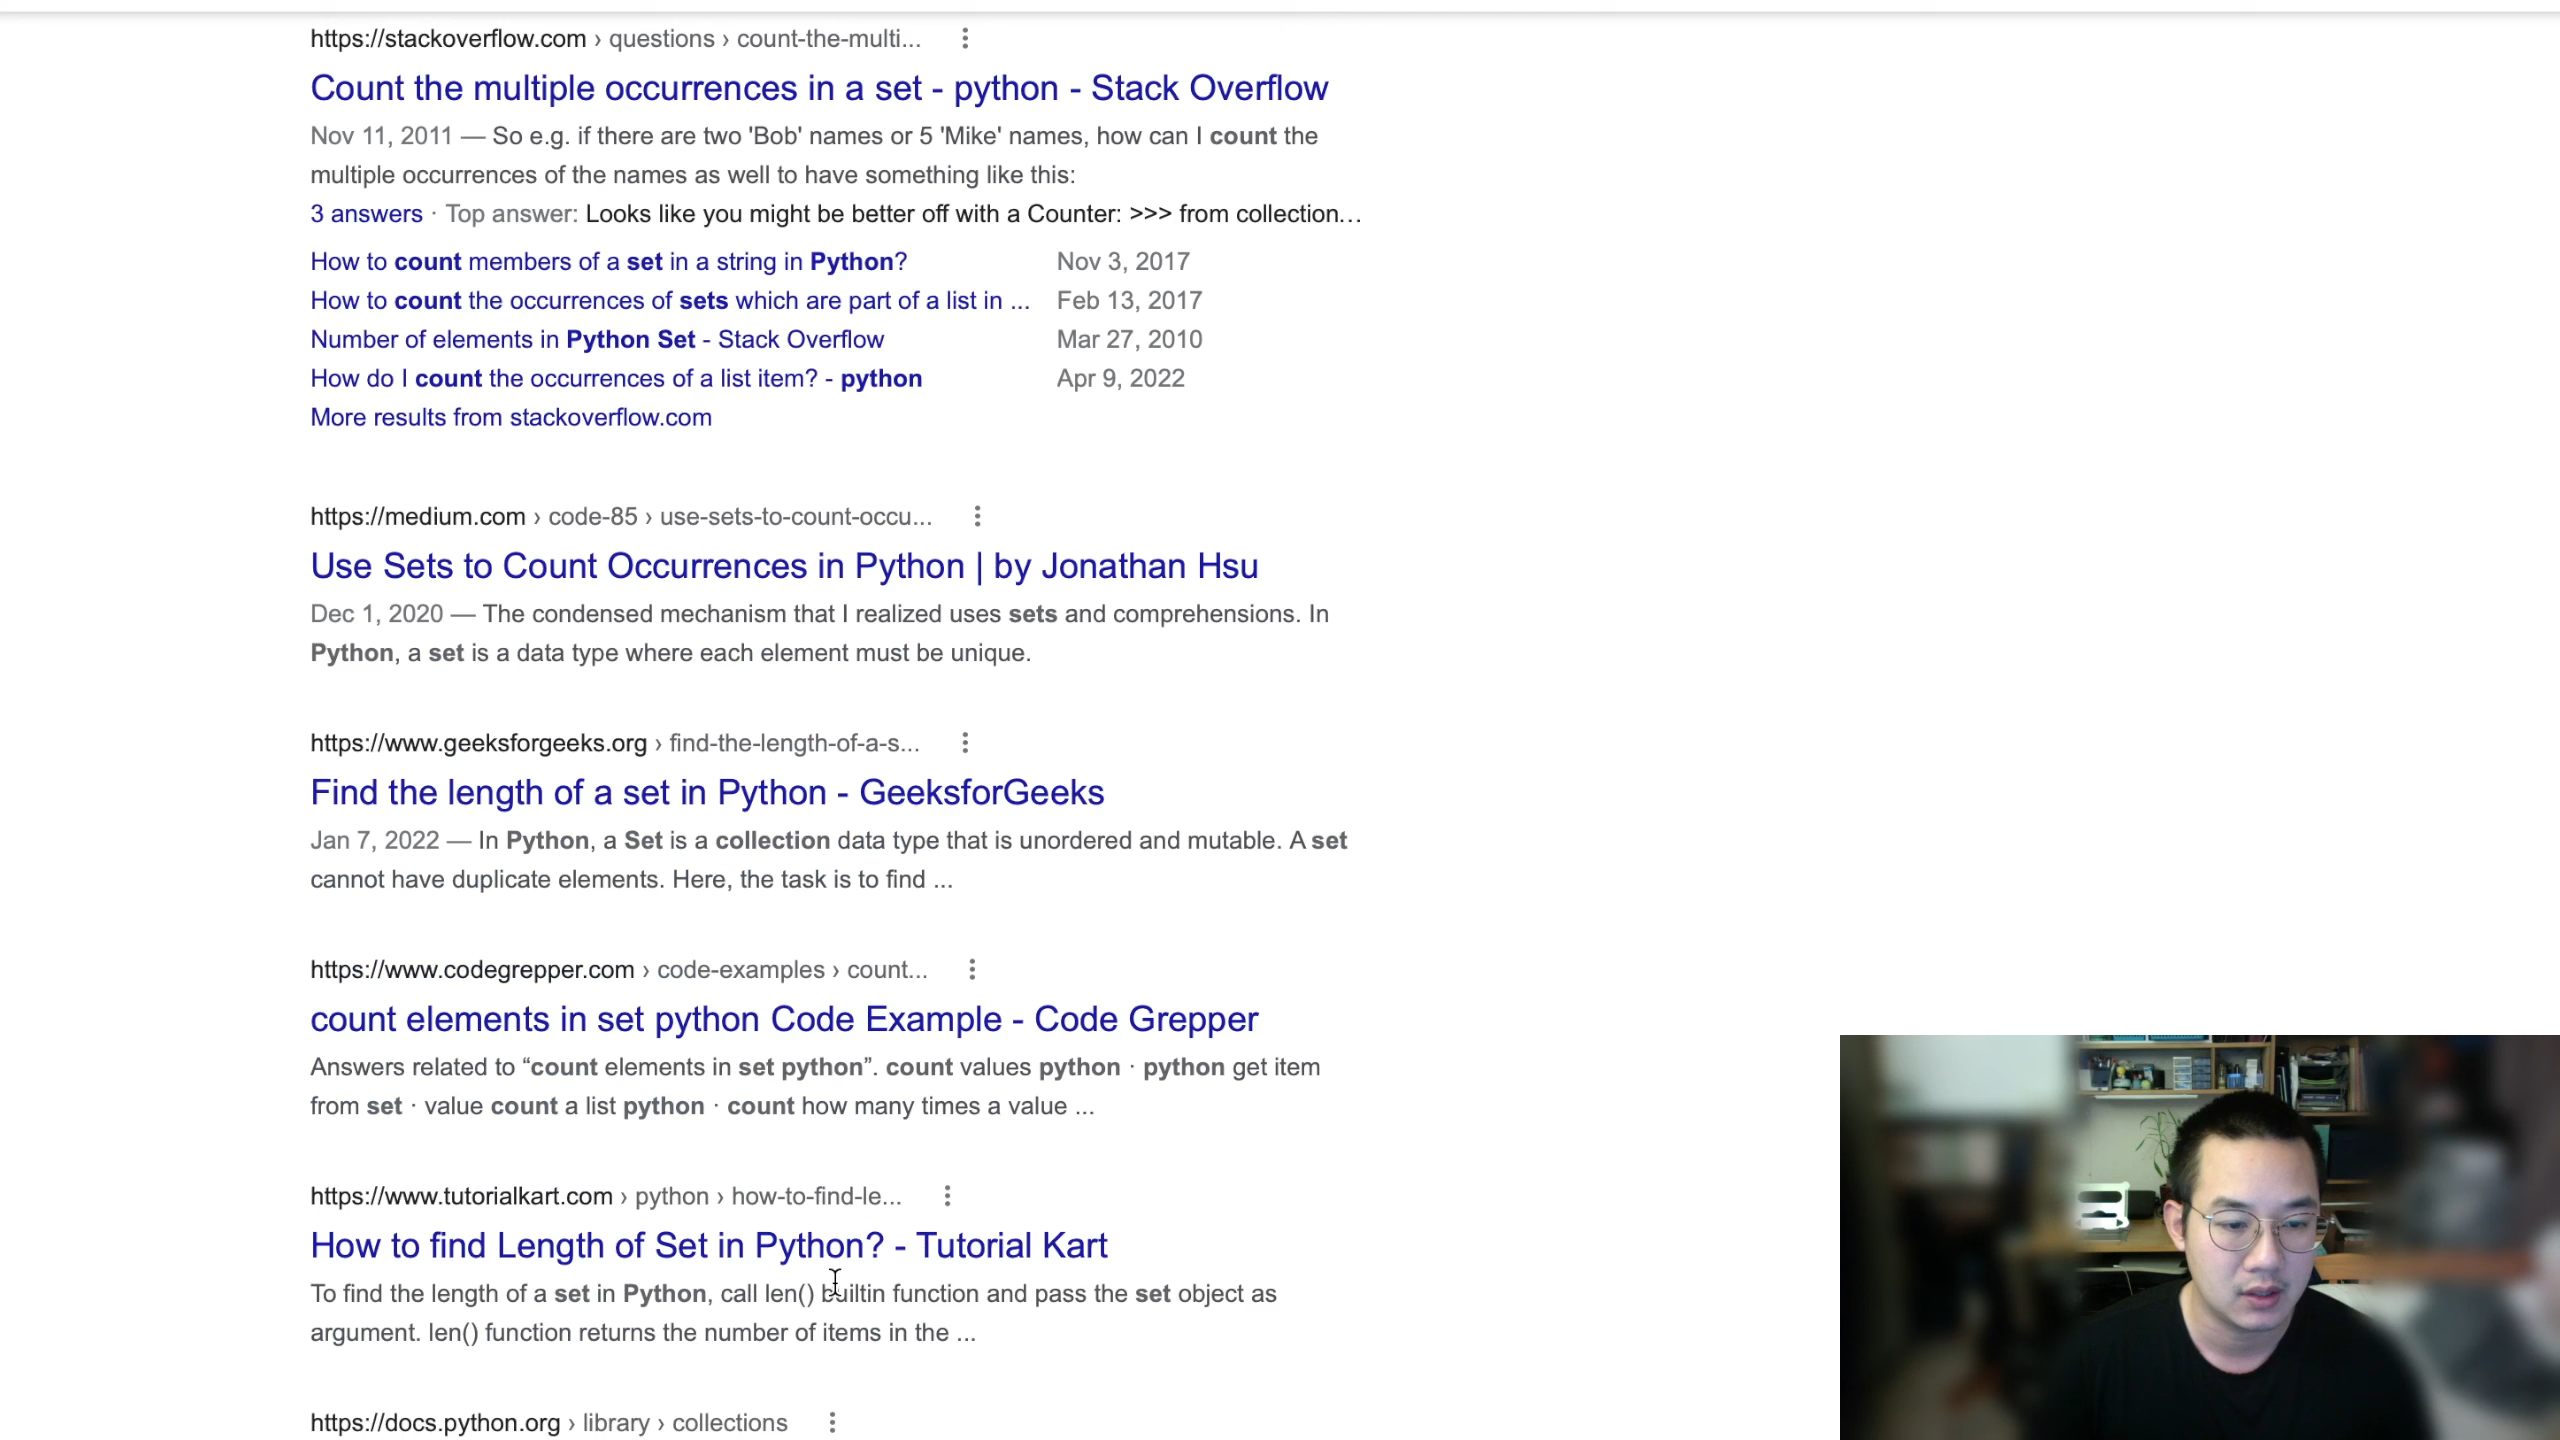 https://stackoverflow.com › questions › count-the-multi...
Count the multiple occurrences in a set - python - Stack Overflow
Nov 11, 2011 — So e.g. if there are two 'Bob' names or 5 'Mike' names, how can I count the
multiple occurrences of the names as well to have something like this:
3 answers · Top answer: Looks like you might be better off with a Counter: >>> from collection…
How to count members of a set in a string in Python? Nov 3, 2017
How to count the occurrences of sets which are part of a list in ... Feb 13, 2017
Number of elements in Python Set - Stack Overflow Mar 27, 2010
How do I count the occurrences of a list item? - python Apr 9, 2022
More results from stackoverflow.com
https://medium.com › code-85 › use-sets-to-count-occu...
Use Sets to Count Occurrences in Python | by Jonathan Hsu
Dec 1, 2020 — The condensed mechanism that I realized uses sets and comprehensions. In
Python, a set is a data type where each element must be unique.
https://www.geeksforgeeks.org › find-the-length-of-a-s...
Find the length of a set in Python - GeeksforGeeks
Jan 7, 2022 — In Python, a Set is a collection data type that is unordered and mutable. A set
cannot have duplicate elements. Here, the task is to find ...
https://www.codegrepper.com › code-examples › count...
count elements in set python Code Example - Code Grepper
Answers related to “count elements in set python”. count values python · python get item
from set · value count a list python · count how many times a value ...
https://www.tutorialkart.com › python › how-to-find-le...
How to find Length of Set in Python? - Tutorial Kart
To find the length of a set in Python, call len() builtin function and pass the set object as
argument. len() function returns the number of items in the ...
https://docs.python.org › library › collections